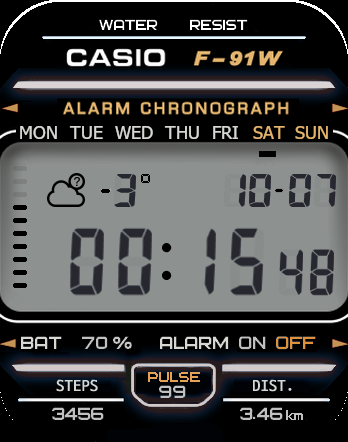 WATER RESIST
CASIO F-91W
ALARM CHRONOGRAPH
MON TUE WED THU FRI SAT SUN
? -3° 10-07
00:15 48
BAT 70 % ALARM ON OFF
STEPS PULSE DIST.
3456 99 3.46 km